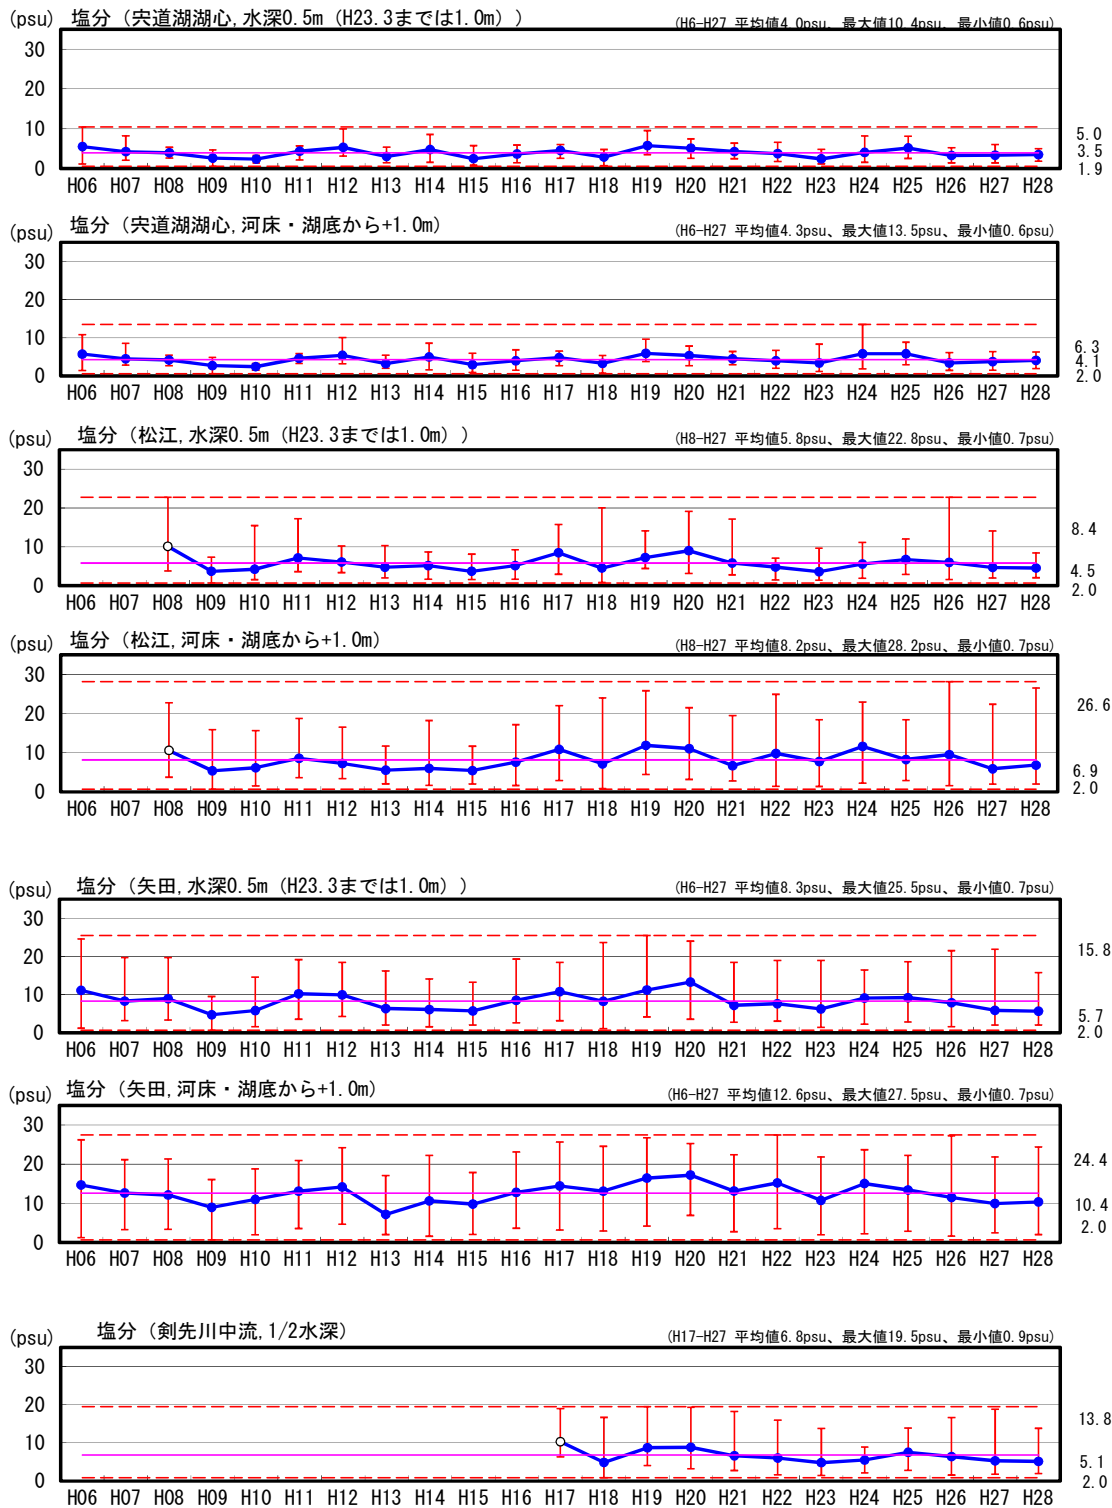 (psu) 塩分（宍道湖湖心, 水深0.5m（H23.3までは1.0m）） (H6-H27 平均値4.0psu、最大値10.4psu、最小値0.6psu)
30
20
10 5.0
3.5
0 1.9
H06 H07 H08 H09 H10 H11 H12 H13 H14 H15 H16 H17 H18 H19 H20 H21 H22 H23 H24 H25 H26 H27 H28
(psu) 塩分（宍道湖湖心, 河床・湖底から+1.0m） (H6-H27 平均値4.3psu、最大値13.5psu、最小値0.6psu)
30
20
10 6.3
4.1
0 2.0
H06 H07 H08 H09 H10 H11 H12 H13 H14 H15 H16 H17 H18 H19 H20 H21 H22 H23 H24 H25 H26 H27 H28
(psu) 塩分（松江, 水深0.5m（H23.3までは1.0m）） (H8-H27 平均値5.8psu、最大値22.8psu、最小値0.7psu)
30
20
8.4
10
4.5
0 2.0
H06 H07 H08 H09 H10 H11 H12 H13 H14 H15 H16 H17 H18 H19 H20 H21 H22 H23 H24 H25 H26 H27 H28
(psu) 塩分（松江, 河床・湖底から+1.0m） (H8-H27 平均値8.2psu、最大値28.2psu、最小値0.7psu)
30
26.6
20
10
6.9
0 2.0
H06 H07 H08 H09 H10 H11 H12 H13 H14 H15 H16 H17 H18 H19 H20 H21 H22 H23 H24 H25 H26 H27 H28
(psu) 塩分（矢田, 水深0.5m（H23.3までは1.0m）） (H6-H27 平均値8.3psu、最大値25.5psu、最小値0.7psu)
30
20 15.8
10
5.7
0 2.0
H06 H07 H08 H09 H10 H11 H12 H13 H14 H15 H16 H17 H18 H19 H20 H21 H22 H23 H24 H25 H26 H27 H28
(psu) 塩分（矢田, 河床・湖底から+1.0m） (H6-H27 平均値12.6psu、最大値27.5psu、最小値0.7psu)
30
20 24.4
10 10.4
2.0
0
H06 H07 H08 H09 H10 H11 H12 H13 H14 H15 H16 H17 H18 H19 H20 H21 H22 H23 H24 H25 H26 H27 H28
(psu) 塩分（剣先川中流, 1/2水深） (H17-H27 平均値6.8psu、最大値19.5psu、最小値0.9psu)
30
20
13.8
10
5.1
0 2.0
H06 H07 H08 H09 H10 H11 H12 H13 H14 H15 H16 H17 H18 H19 H20 H21 H22 H23 H24 H25 H26 H27 H28